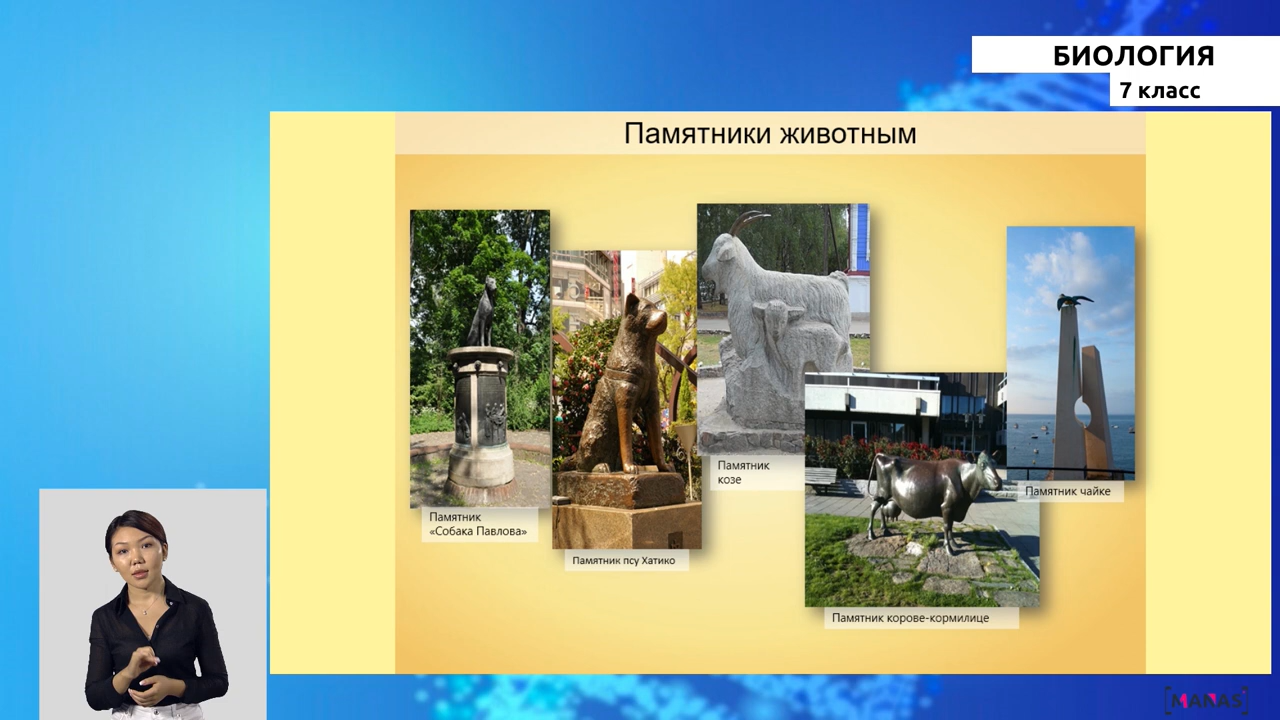 БИОЛОГИЯ
7 класс
Памятники животным
Памятник
«Собака Павлова»
Памятник псу Хатико
Памятник
козе
Памятник корове-кормилице
Памятник чайке
[MANAS]